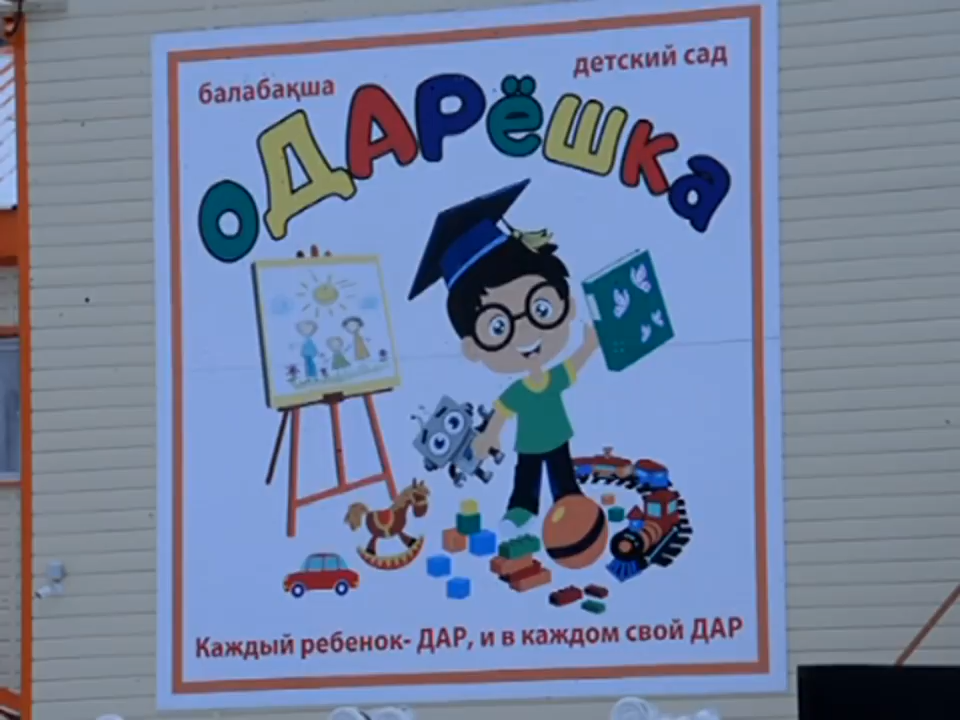 балабақша
детский сад
оДАРёшка
Каждый ребенок- ДАР, и в каждом свой ДАР